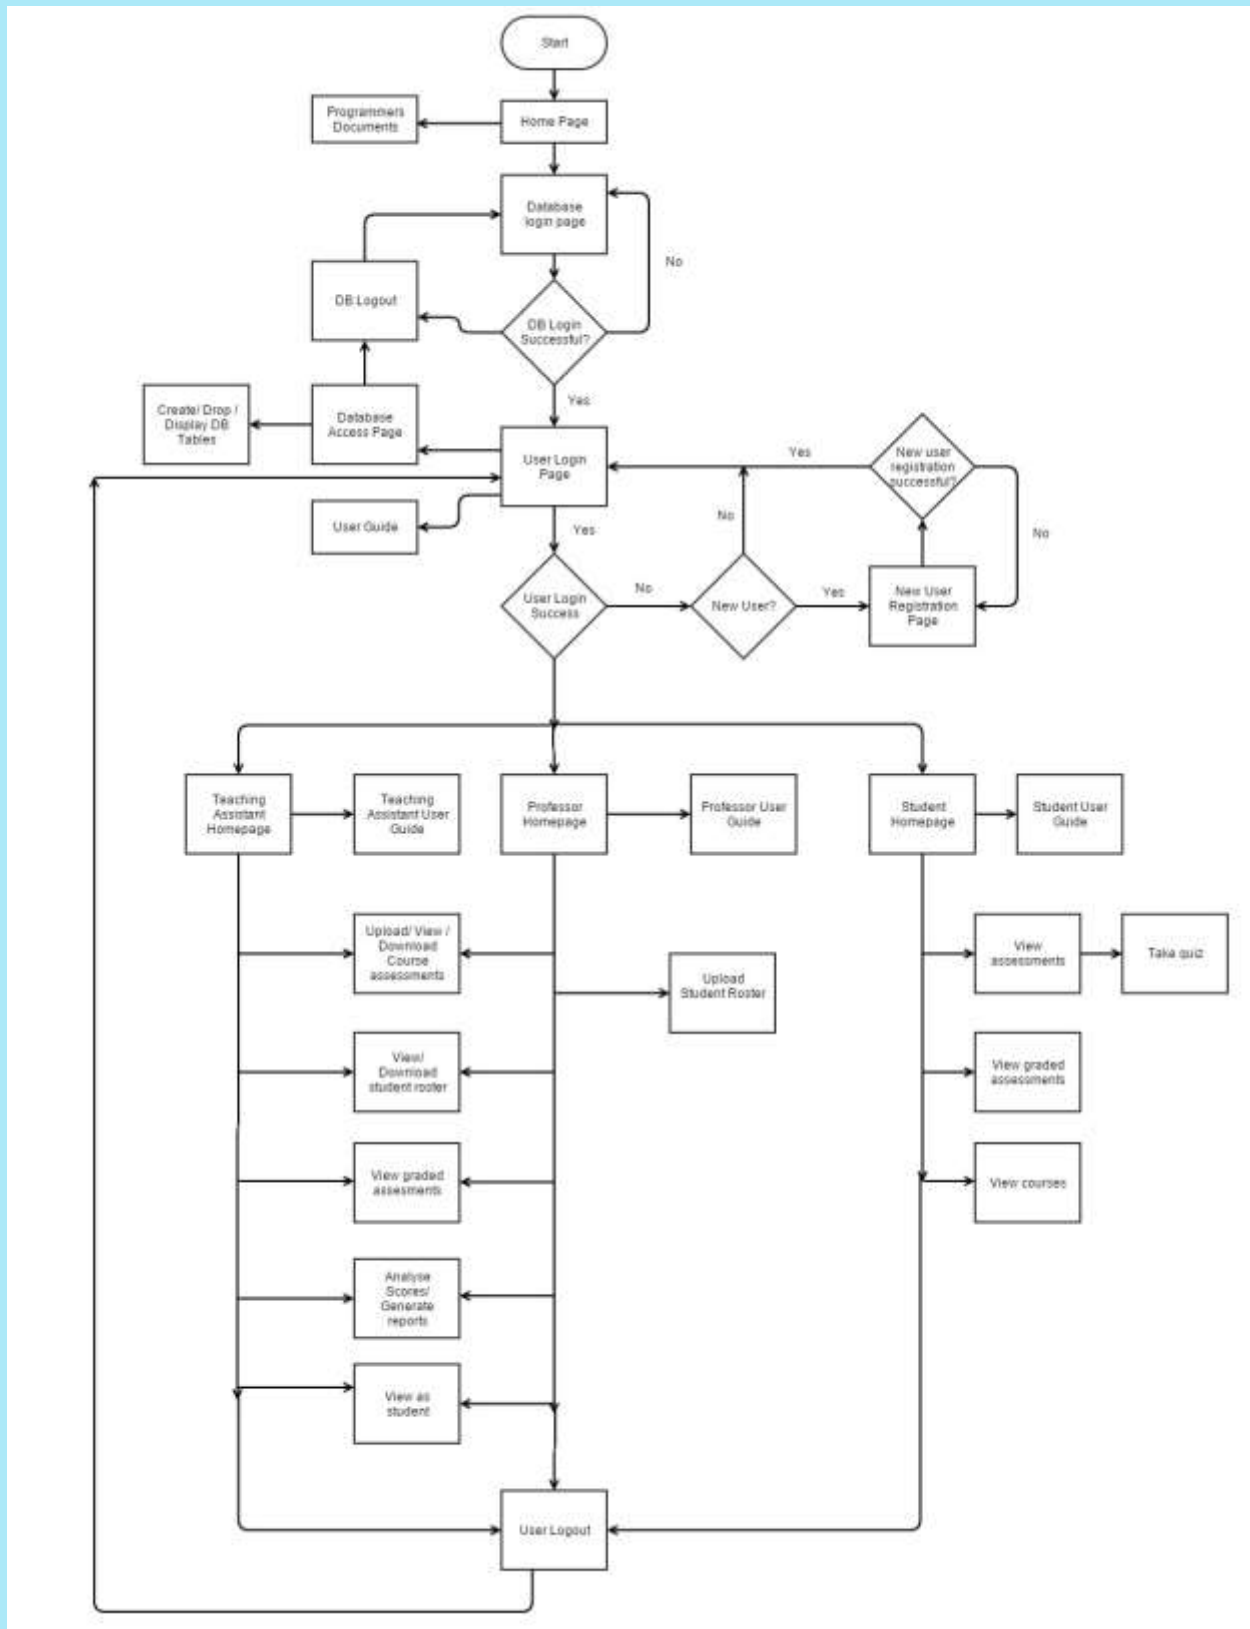 Start
Programmers
Documents
Home Page
Database
login page
No
DB Logout
DB Login
Successful?
Yes
Create/ Drop /
Display DB
Tables
Database
Access Page
User Login
Page
Yes
New user
registration
successful?
User Guide
Yes
No
No
User Login
Success
No
New User?
Yes
New User
Registration
Page
Teaching
Assistant
Homepage
Teaching
Assistant User
Guide
Professor
Homepage
Professor User
Guide
Student
Homepage
Student User
Guide
Upload/ View /
Download
Course
assessments
Upload
Student Roster
View
assessments
Take quiz
View/
Download
student roster
View graded
assessments
View graded
assesments
View courses
Analyse
Scores/
Generate
reports
View as
student
User Logout